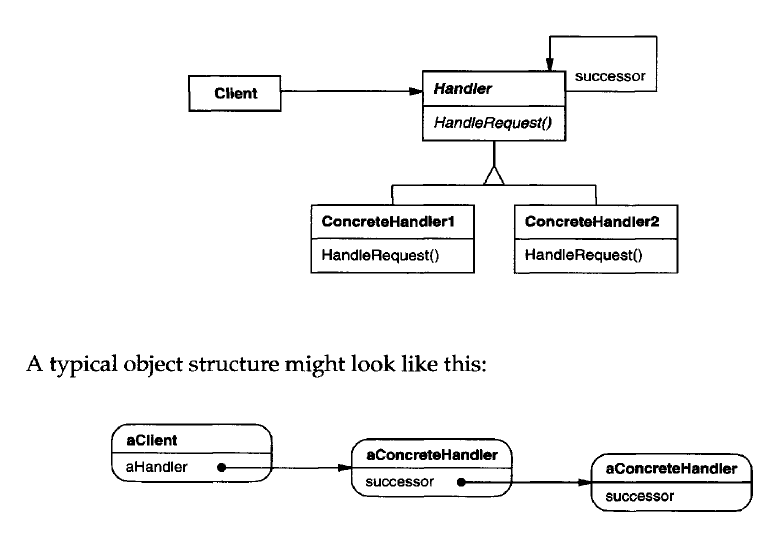 successor
Client
Handler
HandleRequest()
ConcreteHandler1
ConcreteHandler2
HandleRequest()
HandleRequest()
A typical object structure might look like this:
aClient
aHandler
aConcreteHandler
successor
aConcreteHandler
successor